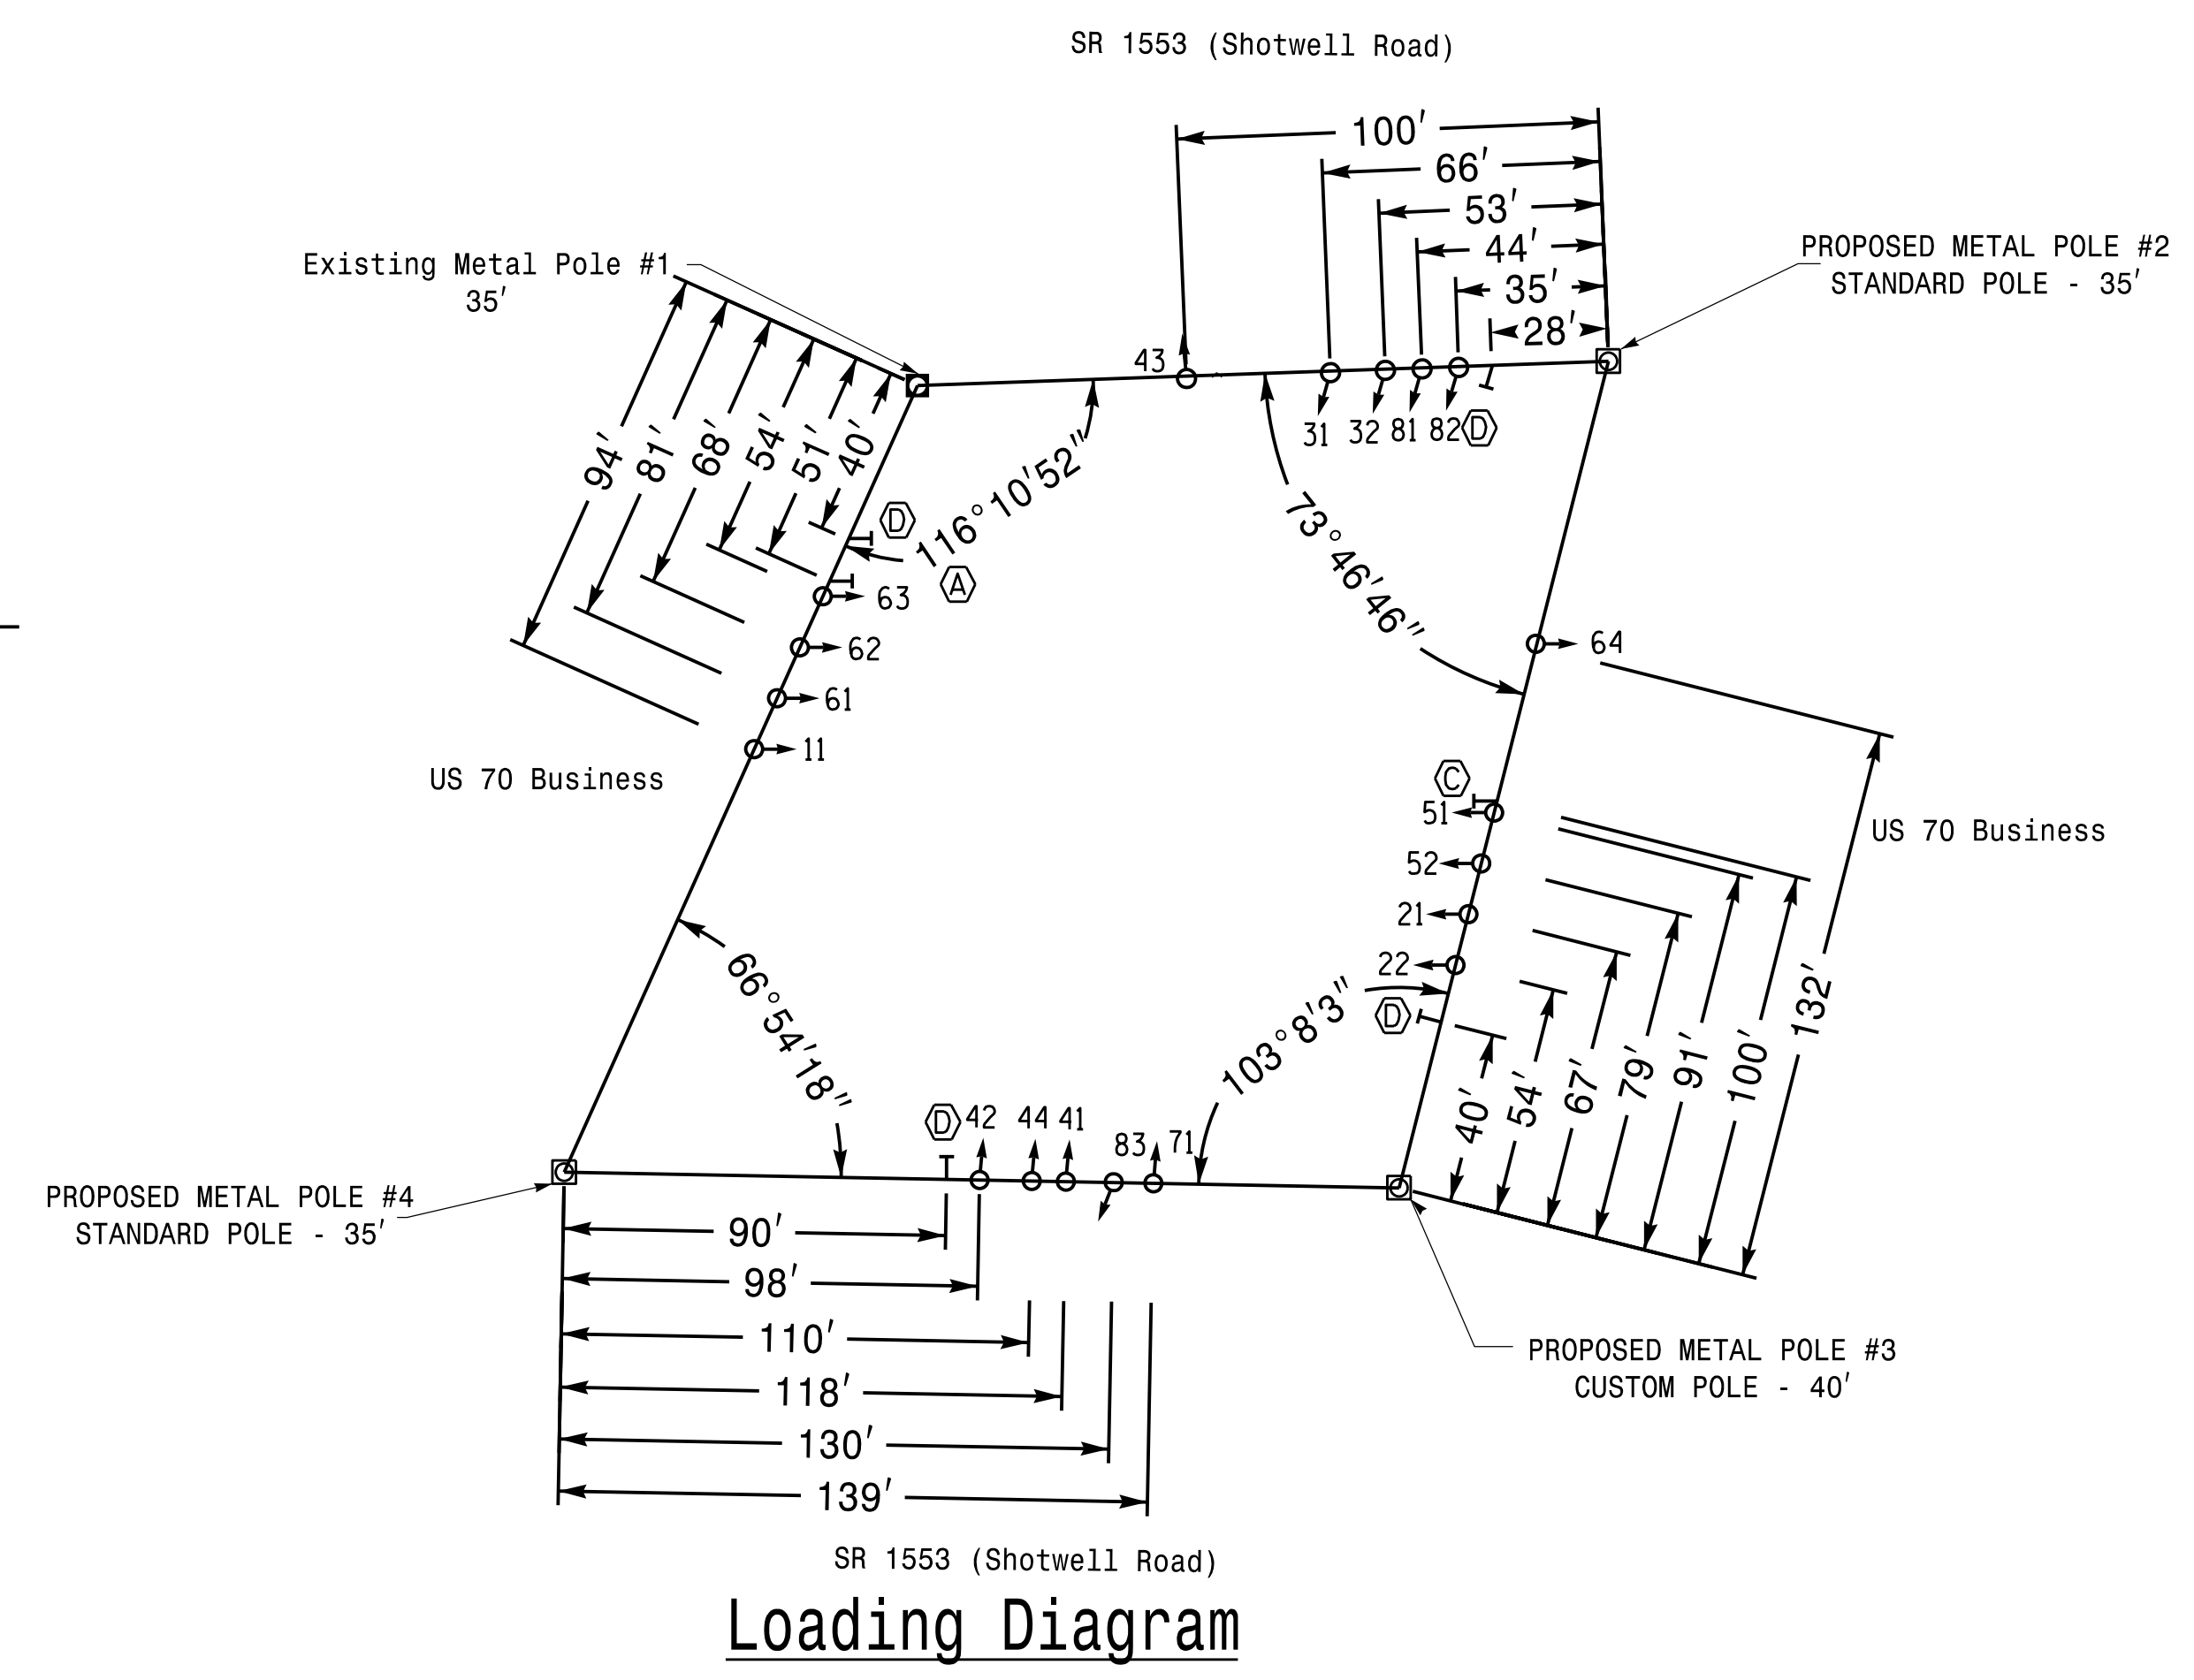 SR 1553 (Shotwell Road)
100'
66'
53'
44'
35'
28'
Existing Metal Pole #1
35'
PROPOSED METAL POLE #2
STANDARD POLE - 35'
43
31 32 81 82 D
94' 81' 68' 54' 51' 40'
116°10'52"
73°46'46"
D
A
63
62
61
11
64
US 70 Business
C
51
52
21
22
D
US 70 Business
66°54'18"
103°8'3"
40' 54' 67' 79' 91' 100' 132'
D 42 44 41 83 71
PROPOSED METAL POLE #4
STANDARD POLE - 35'
90'
98'
110'
118'
130'
139'
PROPOSED METAL POLE #3
CUSTOM POLE - 40'
SR 1553 (Shotwell Road)
Loading Diagram